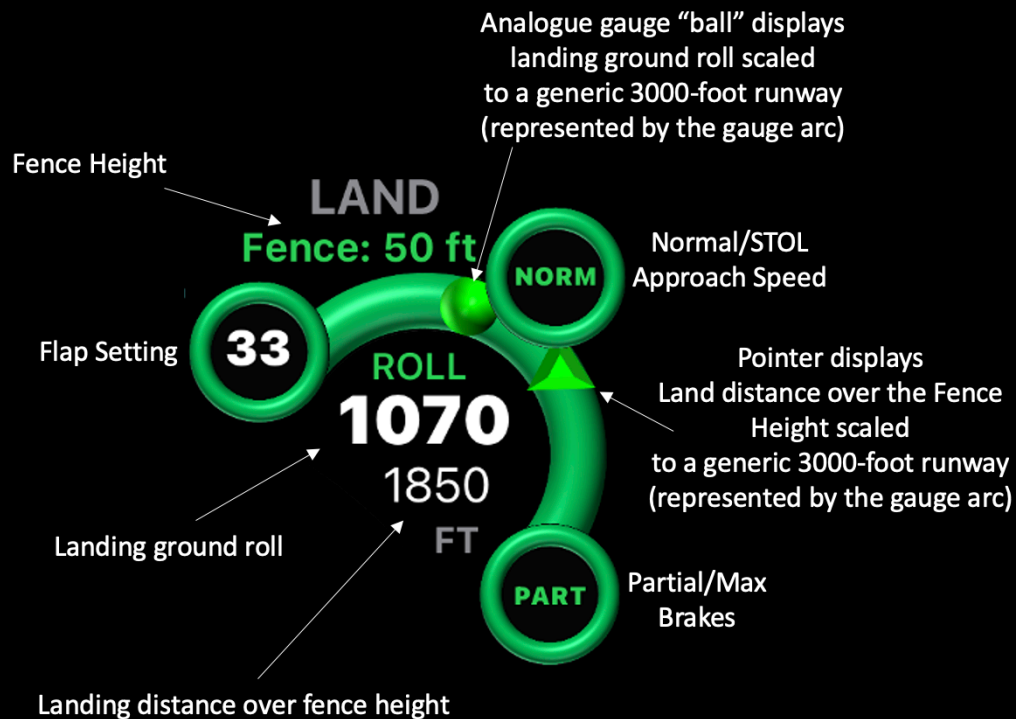 Analogue gauge “ball” displays
landing ground roll scaled
to a generic 3000-foot runway
(represented by the gauge arc)
Fence Height
LAND
Fence: 50 ft
NORM
Normal/STOL
Approach Speed
Flap Setting
33
ROLL
1070
1850
FT
Pointer displays
Land distance over the Fence
Height scaled
to a generic 3000-foot runway
(represented by the gauge arc)
Landing ground roll
PART
Partial/Max
Brakes
Landing distance over fence height